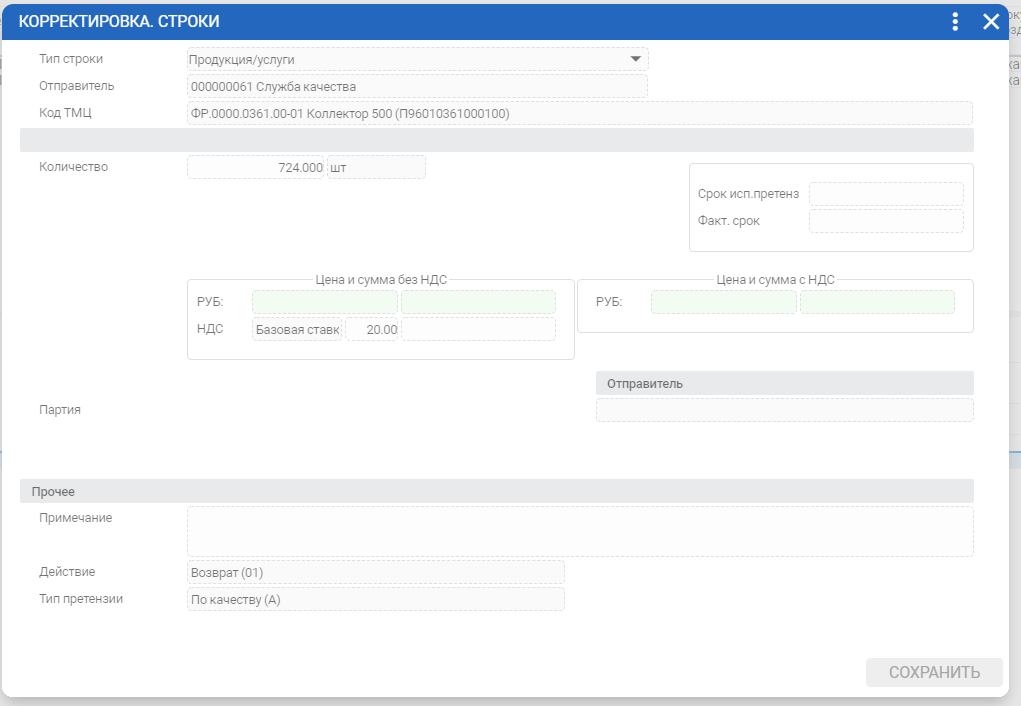 КОРРЕКТИРОВКА. СТРОКИ
Тип строки Продукция/услуги
Отправитель 000000061 Служба качества
Код ТМЦ ФР.0000.0361.00-01 Коллектор 500 (П96010361000100)
Количество 724.000 шт
Срок исп.претенз
Факт. срок
Цена и сумма без НДС
РУБ:
НДС Базовая ставк 20.00
Цена и сумма с НДС
РУБ:
Отправитель
Партия
Прочее
Примечание
Действие Возврат (01)
Тип претензии По качеству (А)
СОХРАНИТЬ